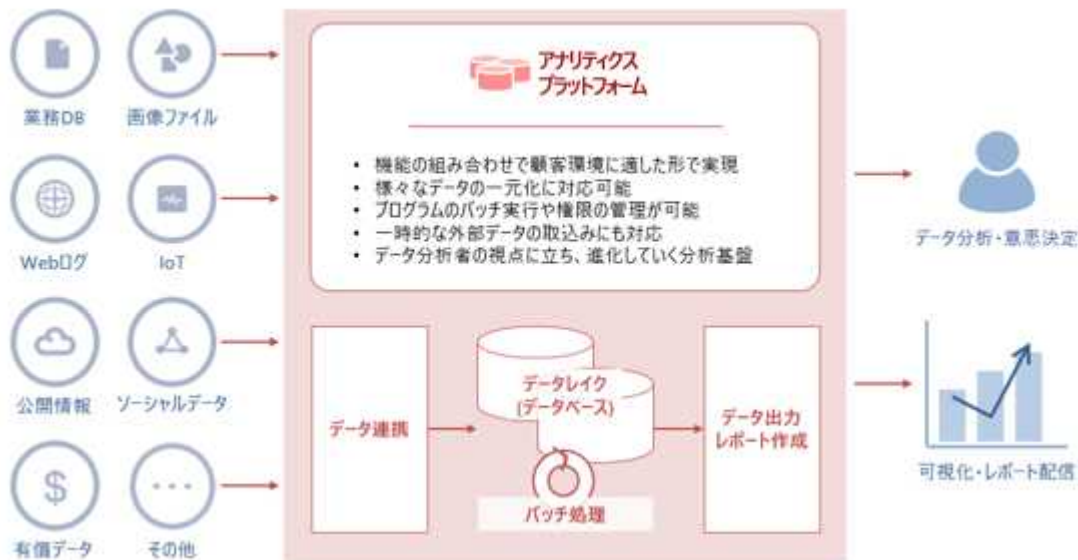 業務DB
画像ファイル
Webログ
IoT
公開情報
ソーシャルデータ
$
有償データ
その他
アナリティクス
プラットフォーム
• 機能の組み合わせで顧客環境に適した形で実現
• 様々なデータの一元化に対応可能
• プログラムのバッチ実行や権限の管理が可能
• 一時的な外部データの取込みにも対応
• データ分析者の視点に立ち、進化していく分析基盤
データ連携
データレイク
(データベース)
バッチ処理
データ出力
レポート作成
データ分析・意思決定
可視化・レポート配信